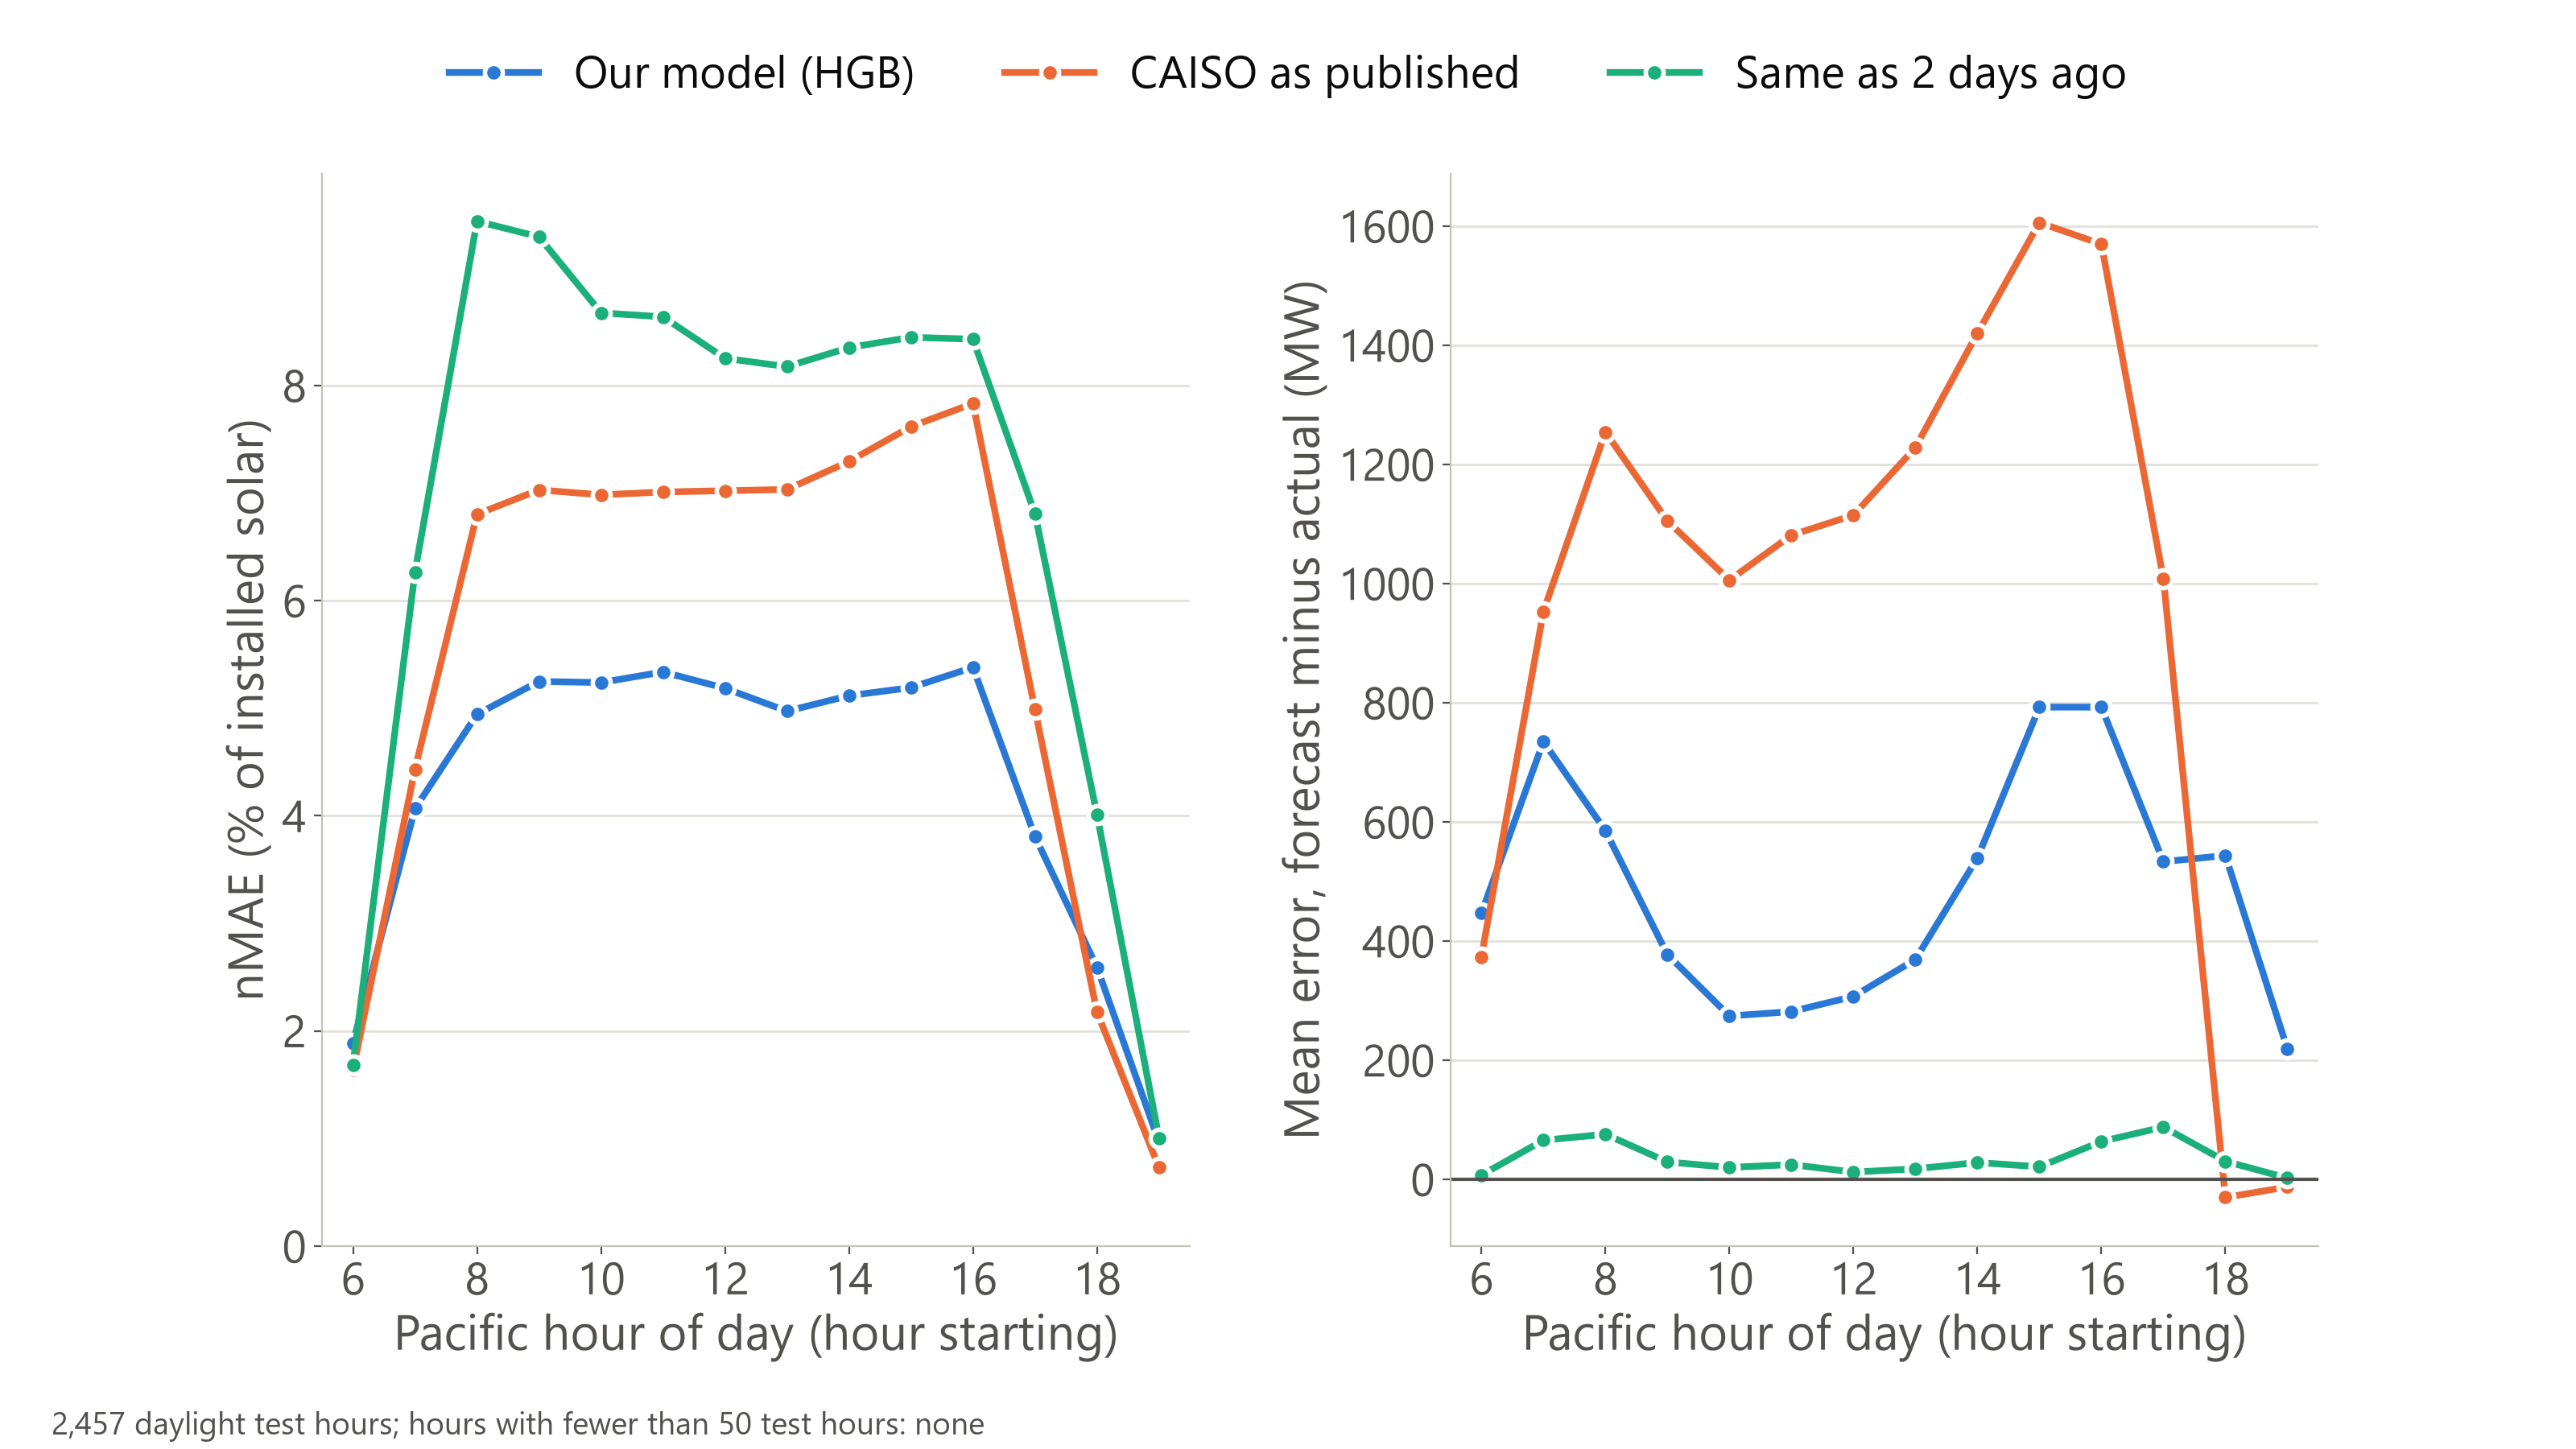 Our model (HGB)
CAISO as published
Same as 2 days ago
nMAE (% of installed solar)
8
6
4
2
0
6 8 10 12 14 16 18
Pacific hour of day (hour starting)
Mean error, forecast minus actual (MW)
1600
1400
1200
1000
800
600
400
200
0
6 8 10 12 14 16 18
Pacific hour of day (hour starting)
2,457 daylight test hours; hours with fewer than 50 test hours: none